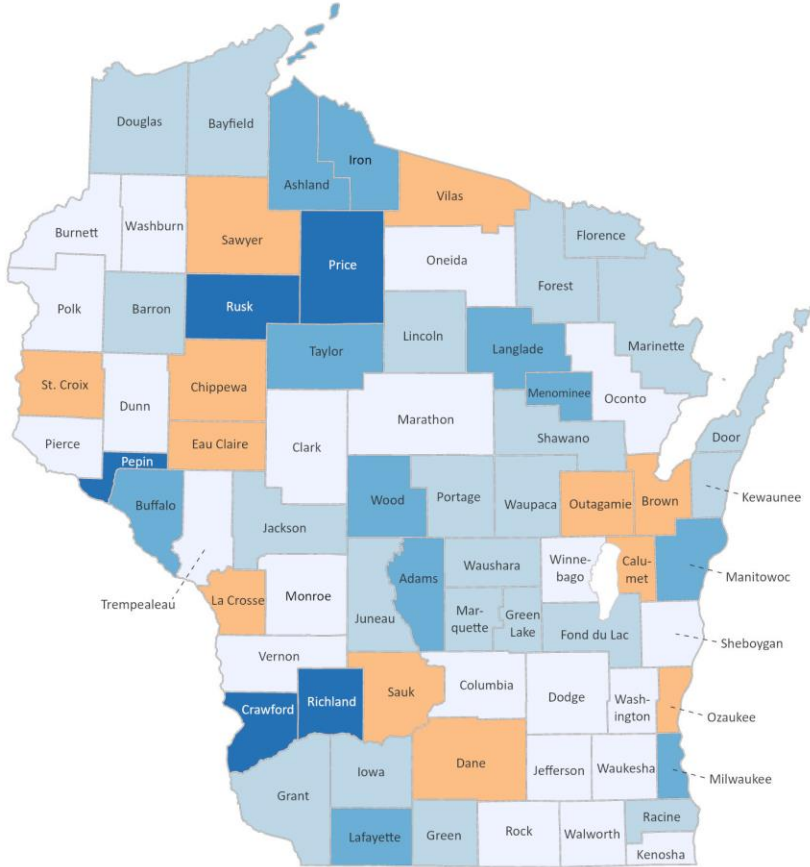 Douglas
Bayfield
Iron
Ashland
Vilas
Burnett
Washburn
Sawyer
Price
Florence
Oneida
Forest
Polk
Barron
Rusk
Lincoln
Langlade
Marinette
Taylor
St. Croix
Chippewa
Menominee
Oconto
Dunn
Marathon
Pierce
Eau Claire
Clark
Shawano
Door
Pepin
Buffalo
Wood
Portage
Waupaca
Outagamie
Brown
Kewaunee
Jackson
Trempealeau
Adams
Waushara
Winne-
bago
Calu-
met
Manitowoc
La Crosse
Monroe
Juneau
Mar-
quette
Green
Lake
Fond du Lac
Sheboygan
Vernon
Crawford
Richland
Sauk
Columbia
Dodge
Wash-
ington
Ozaukee
Iowa
Dane
Jefferson
Waukesha
Milwaukee
Grant
Lafayette
Green
Rock
Walworth
Racine
Kenosha